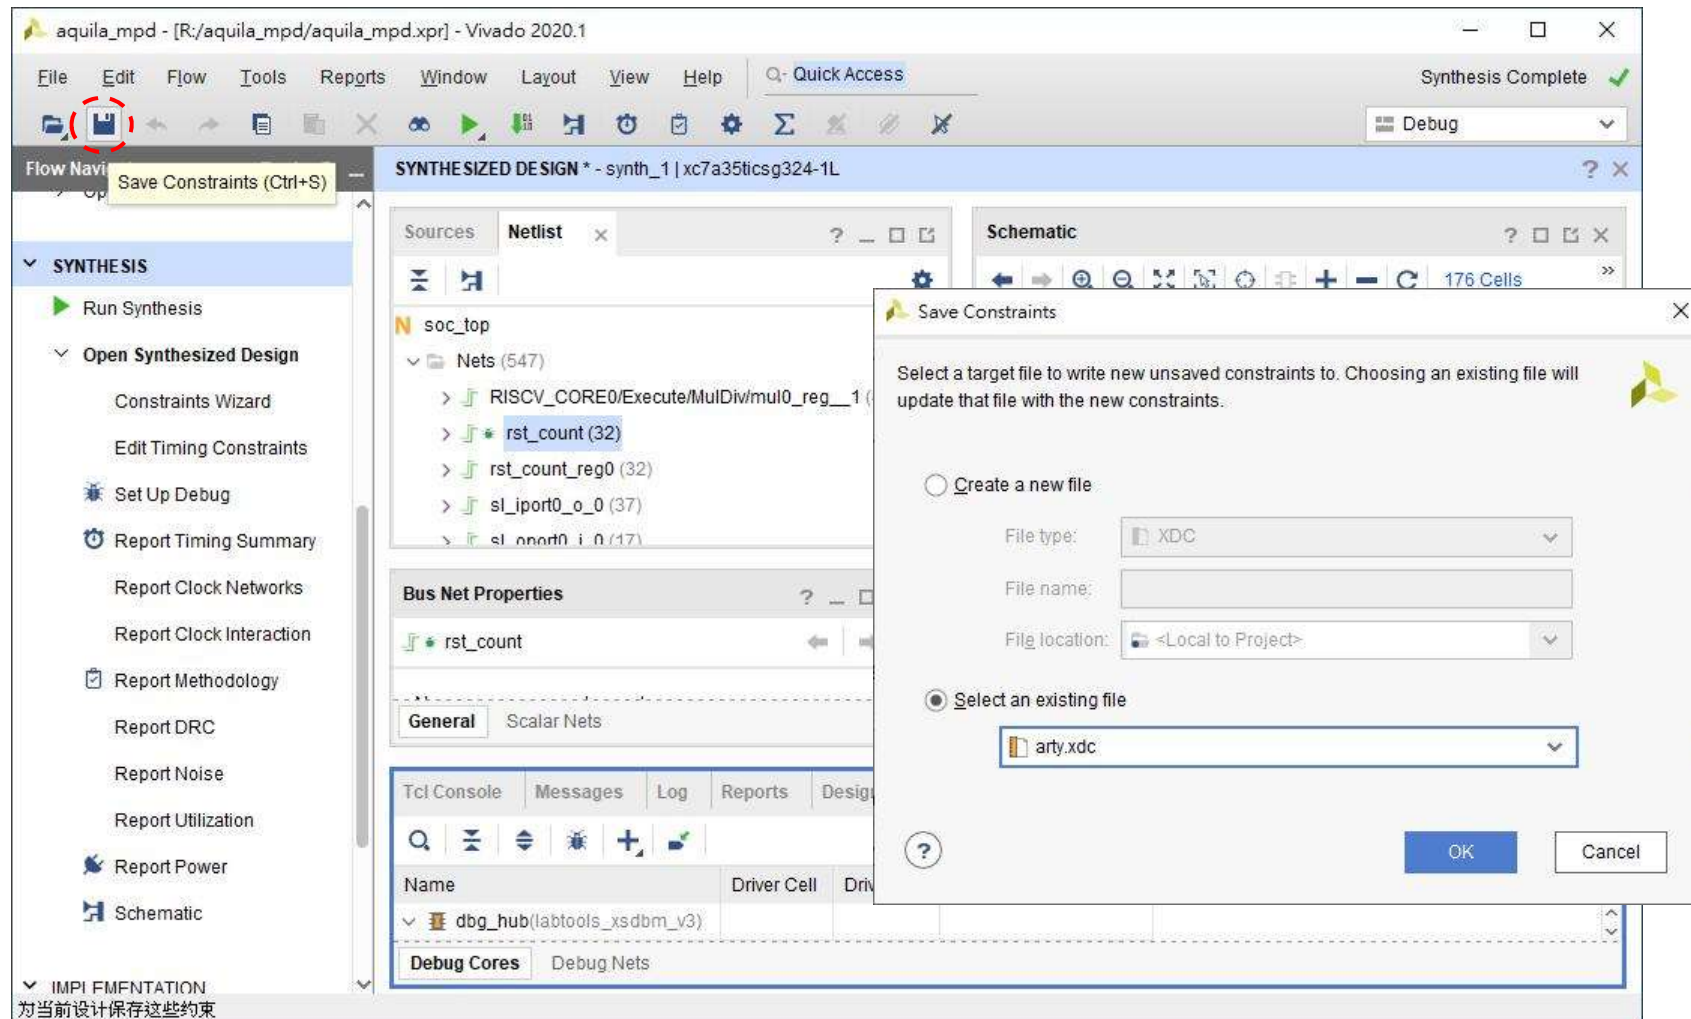 aquila_mpd - [R:/aquila_mpd/aquila_mpd.xpr] - Vivado 2020.1
File Edit Flow Tools Reports Window Layout View Help Quick Access Synthesis Complete
Debug
Flow Navi
Save Constraints (Ctrl+S)
SYNTHESIZED DESIGN * - synth_1 | xc7a35ticsg324-1L
SYNTHESIS
Run Synthesis
Open Synthesized Design
Constraints Wizard
Edit Timing Constraints
Set Up Debug
Report Timing Summary
Report Clock Networks
Report Clock Interaction
Report Methodology
Report DRC
Report Noise
Report Utilization
Report Power
Schematic
IMPLEMENTATION
Sources Netlist
soc_top
Nets (547)
RISCV_CORE0/Execute/MulDiv/mul0_reg__1
rst_count (32)
rst_count_reg0 (32)
sl_iport0_o_0 (37)
sl_oport0_i_0 (17)
Bus Net Properties
rst_count
General Scalar Nets
Tcl Console Messages Log Reports Desig
Name Driver Cell Driv
dbg_hub(labtools_xsdbm_v3)
Debug Cores Debug Nets
Schematic
176 Cells
Save Constraints
Select a target file to write new unsaved constraints to. Choosing an existing file will
update that file with the new constraints.
Create a new file
File type: XDC
File name:
File location: <Local to Project>
Select an existing file
arty.xdc
OK Cancel
为当前设计保存这些约束